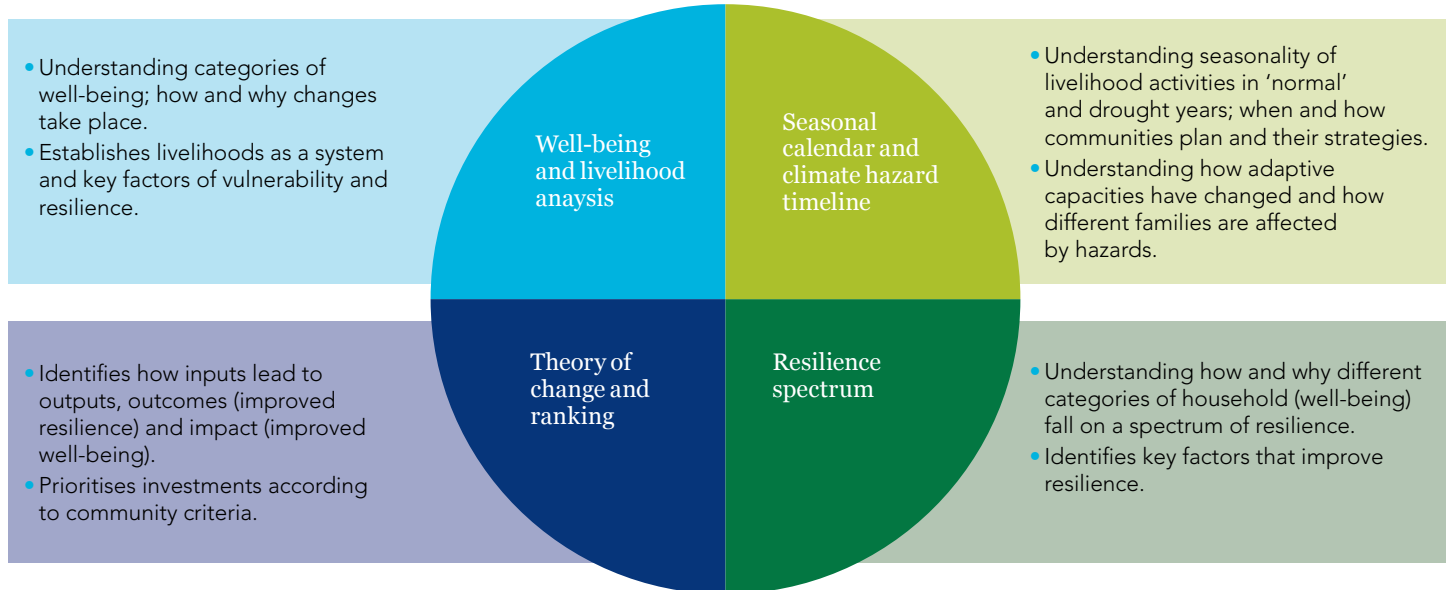 • Understanding categories of
well-being; how and why changes
take place.
• Establishes livelihoods as a system
and key factors of vulnerability and
resilience.
Well-being
and livelihood
anaysis
Seasonal
calendar and
climate hazard
timeline
• Understanding seasonality of
livelihood activities in ‘normal’
and drought years; when and how
communities plan and their strategies.
• Understanding how adaptive
capacities have changed and how
different families are affected
by hazards.
• Identifies how inputs lead to
outputs, outcomes (improved
resilience) and impact (improved
well-being).
• Prioritises investments according
to community criteria.
Theory of
change and
ranking
Resilience
spectrum
• Understanding how and why different
categories of household (well-being)
fall on a spectrum of resilience.
• Identifies key factors that improve
resilience.